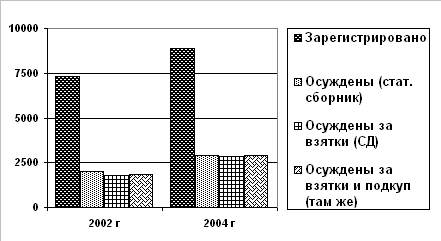 10000
7500
5000
2500
0
2002 г
2004 г
Зарегистрировано
Осуждены (стат.
сборник)
Осуждены за
взятки (СД)
Осуждены за
взятки и подкуп
(там же)